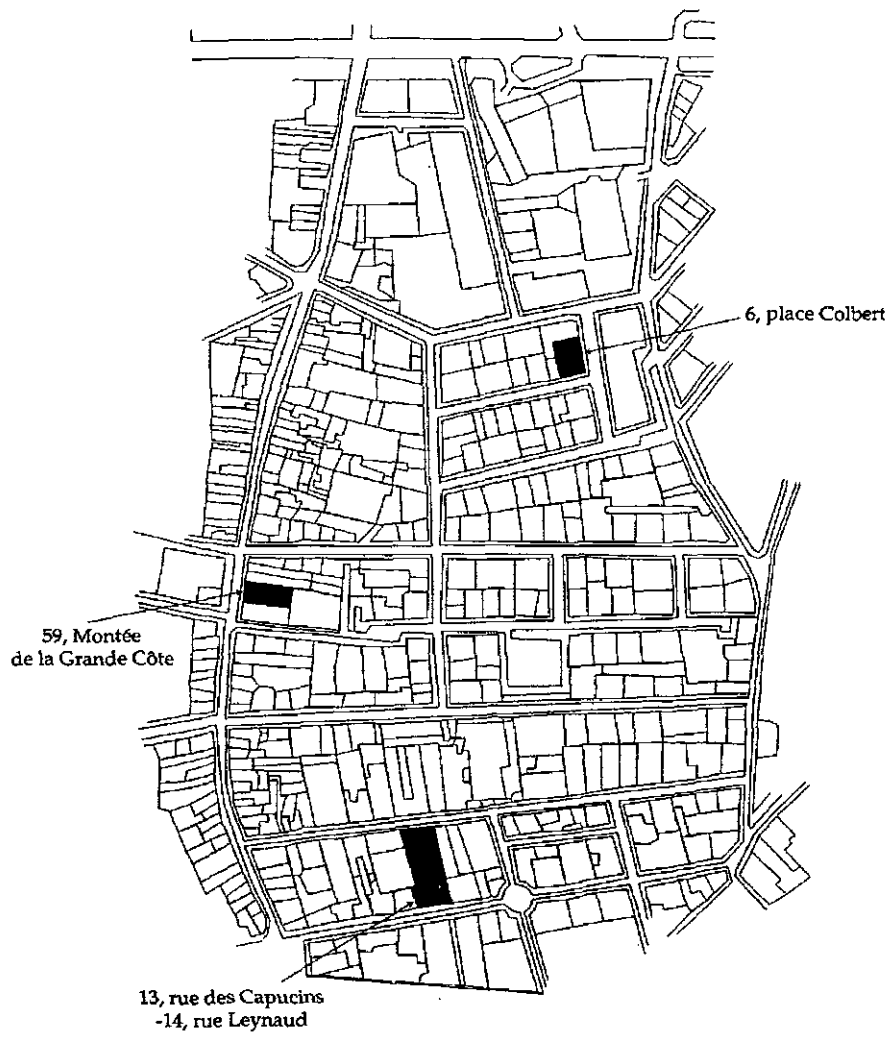 6, place Colbert
59, Montée
de la Grande Côte
13, rue des Capucins
-14, rue Leynaud